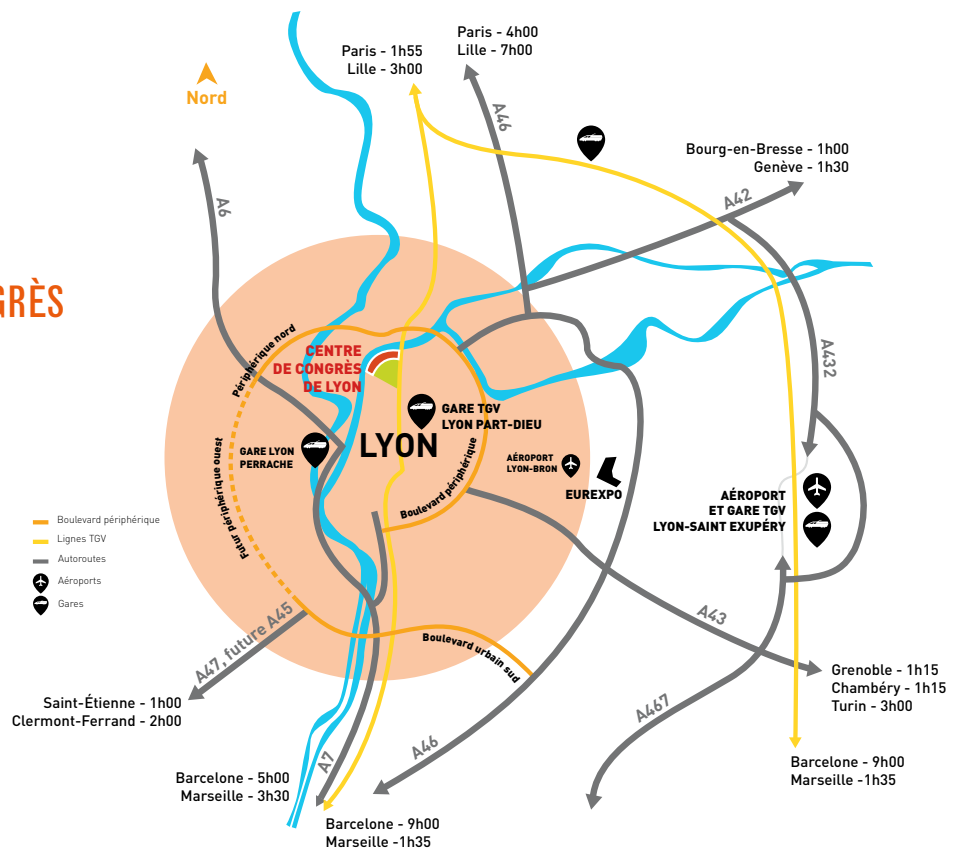 Paris - 4h00
Lille - 7h00
Paris - 1h55
Lille - 3h00
Nord
A46
Bourg-en-Bresse - 1h00
Genève - 1h30
A42
A6
GRÈS
Périphérique nord
CENTRE
DE CONGRÈS
DE LYON
A432
GARE TGV
LYON PART-DIEU
LYON
GARE LYON
PERRACHE
AÉROPORT
LYON-BRON
EUREXPO
Boulevard périphérique
Futur périphérique ouest
AÉROPORT
ET GARE TGV
LYON-SAINT EXUPÉRY
Boulevard périphérique
Lignes TGV
Autoroutes
Aéroports
Gares
A47, future A45
A43
Boulevard urbain sud
Saint-Étienne - 1h00
Clermont-Ferrand - 2h00
Grenoble - 1h15
Chambéry - 1h15
Turin - 3h00
A467
A46
A7
Barcelone - 5h00
Marseille - 3h30
Barcelone - 9h00
Marseille -1h35
Barcelone - 9h00
Marseille -1h35